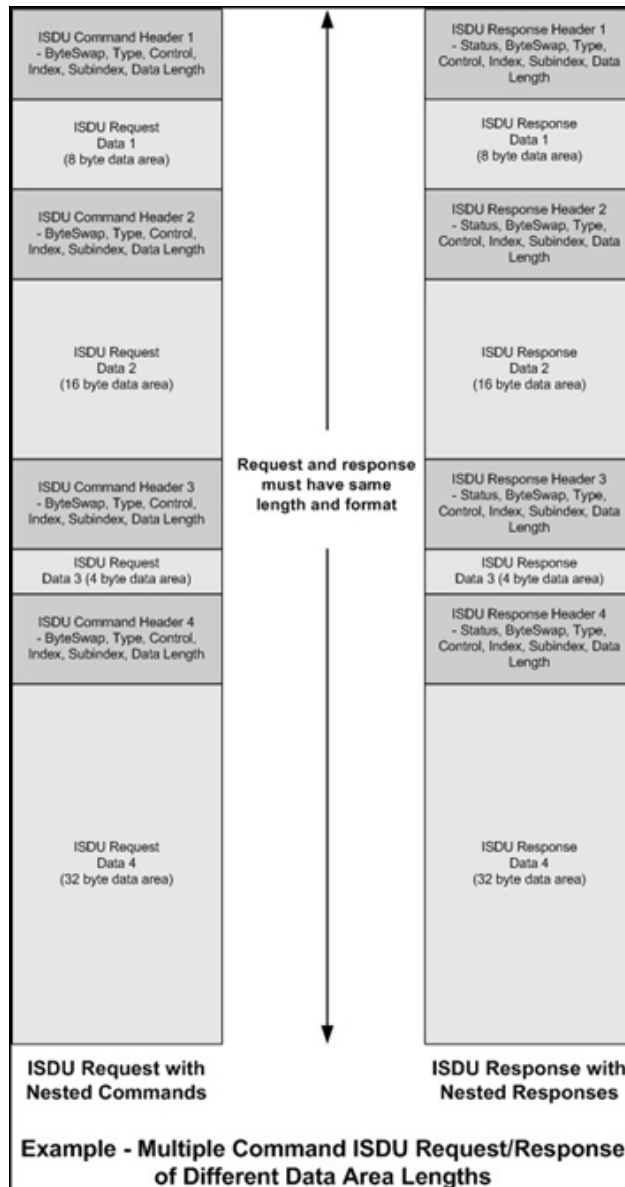 ISDU Command Header 1
- ByteSwap, Type, Control,
Index, Subindex, Data Length
ISDU Request
Data 1
(8 byte data area)
ISDU Command Header 2
- ByteSwap, Type, Control,
Index, Subindex, Data Length
ISDU Request
Data 2
(16 byte data area)
ISDU Command Header 3
- ByteSwap, Type, Control,
Index, Subindex, Data Length
ISDU Request
Data 3 (4 byte data area)
ISDU Command Header 4
- ByteSwap, Type, Control,
Index, Subindex, Data Length
ISDU Request
Data 4
(32 byte data area)
ISDU Request with
Nested Commands
Request and response
must have same
length and format
ISDU Response Header 1
- Status, ByteSwap, Type,
Control, Index, Subindex, Data
Length
ISDU Response
Data 1
(8 byte data area)
ISDU Response Header 2
- Status, ByteSwap, Type,
Control, Index, Subindex, Data
Length
ISDU Response
Data 2
(16 byte data area)
ISDU Response Header 3
- Status, ByteSwap, Type,
Control, Index, Subindex, Data
Length
ISDU Response
Data 3 (4 byte data area)
ISDU Response Header 4
- Status, ByteSwap, Type,
Control, Index, Subindex, Data
Length
ISDU Response
Data 4
(32 byte data area)
ISDU Response with
Nested Responses
Example - Multiple Command ISDU Request/Response
of Different Data Area Lengths